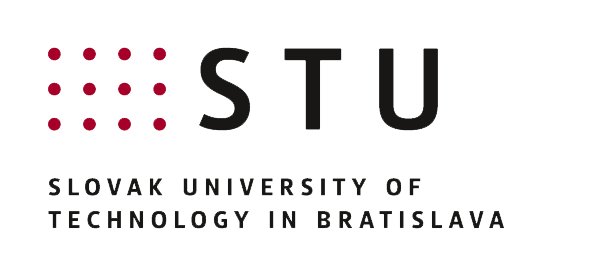 STU
SLOVAK UNIVERSITY OF
TECHNOLOGY IN BRATISLAVA